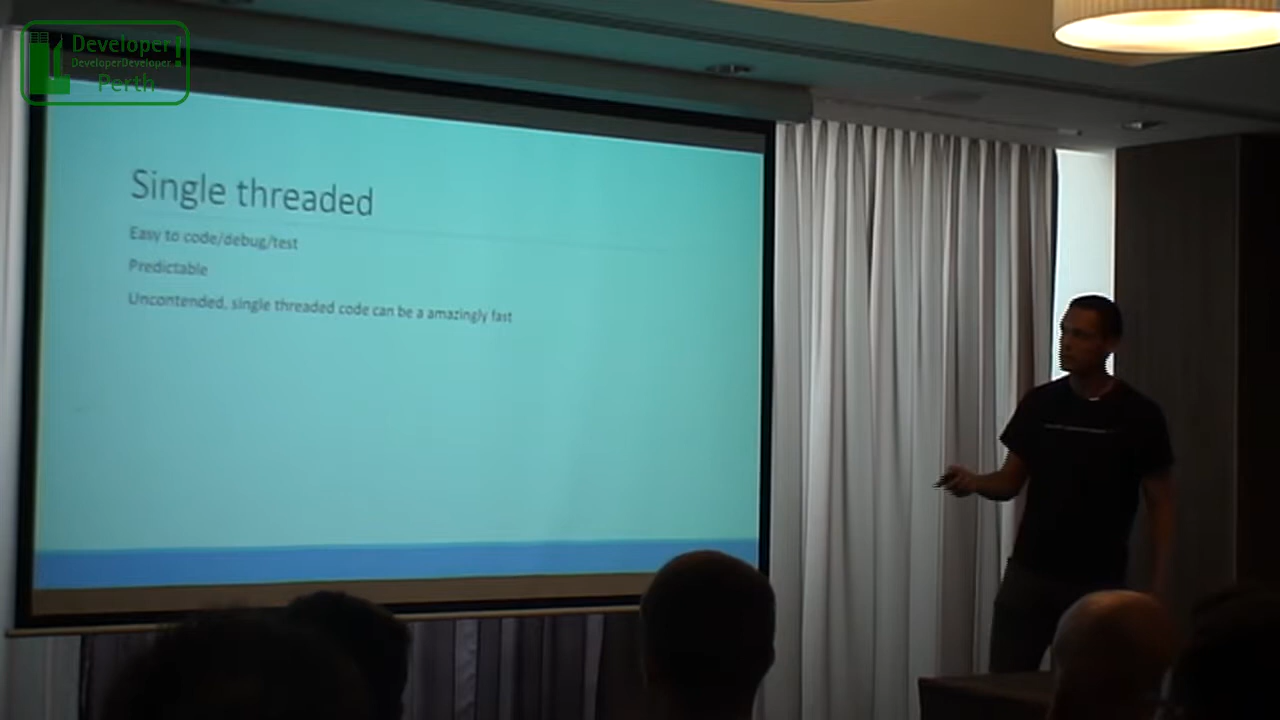 Developer!
DeveloperDeveloper
Perth
Single threaded
Easy to code/debug/test
Predictable
Uncontended, single threaded code can be a amazingly fast